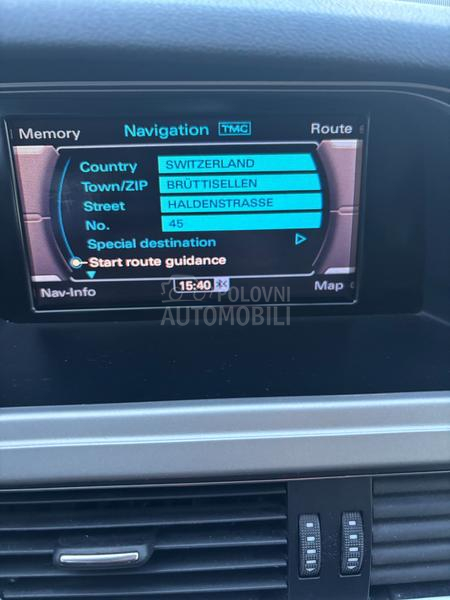 Memory Navigation TMC Route
Country SWITZERLAND
Town/ZIP BRÜTTISELLEN
Street HALDENSTRASSE
No. 45
Special destination
Start route guidance
Nav-Info 15:40 Map
POLOVNI
AUTOMOBILI